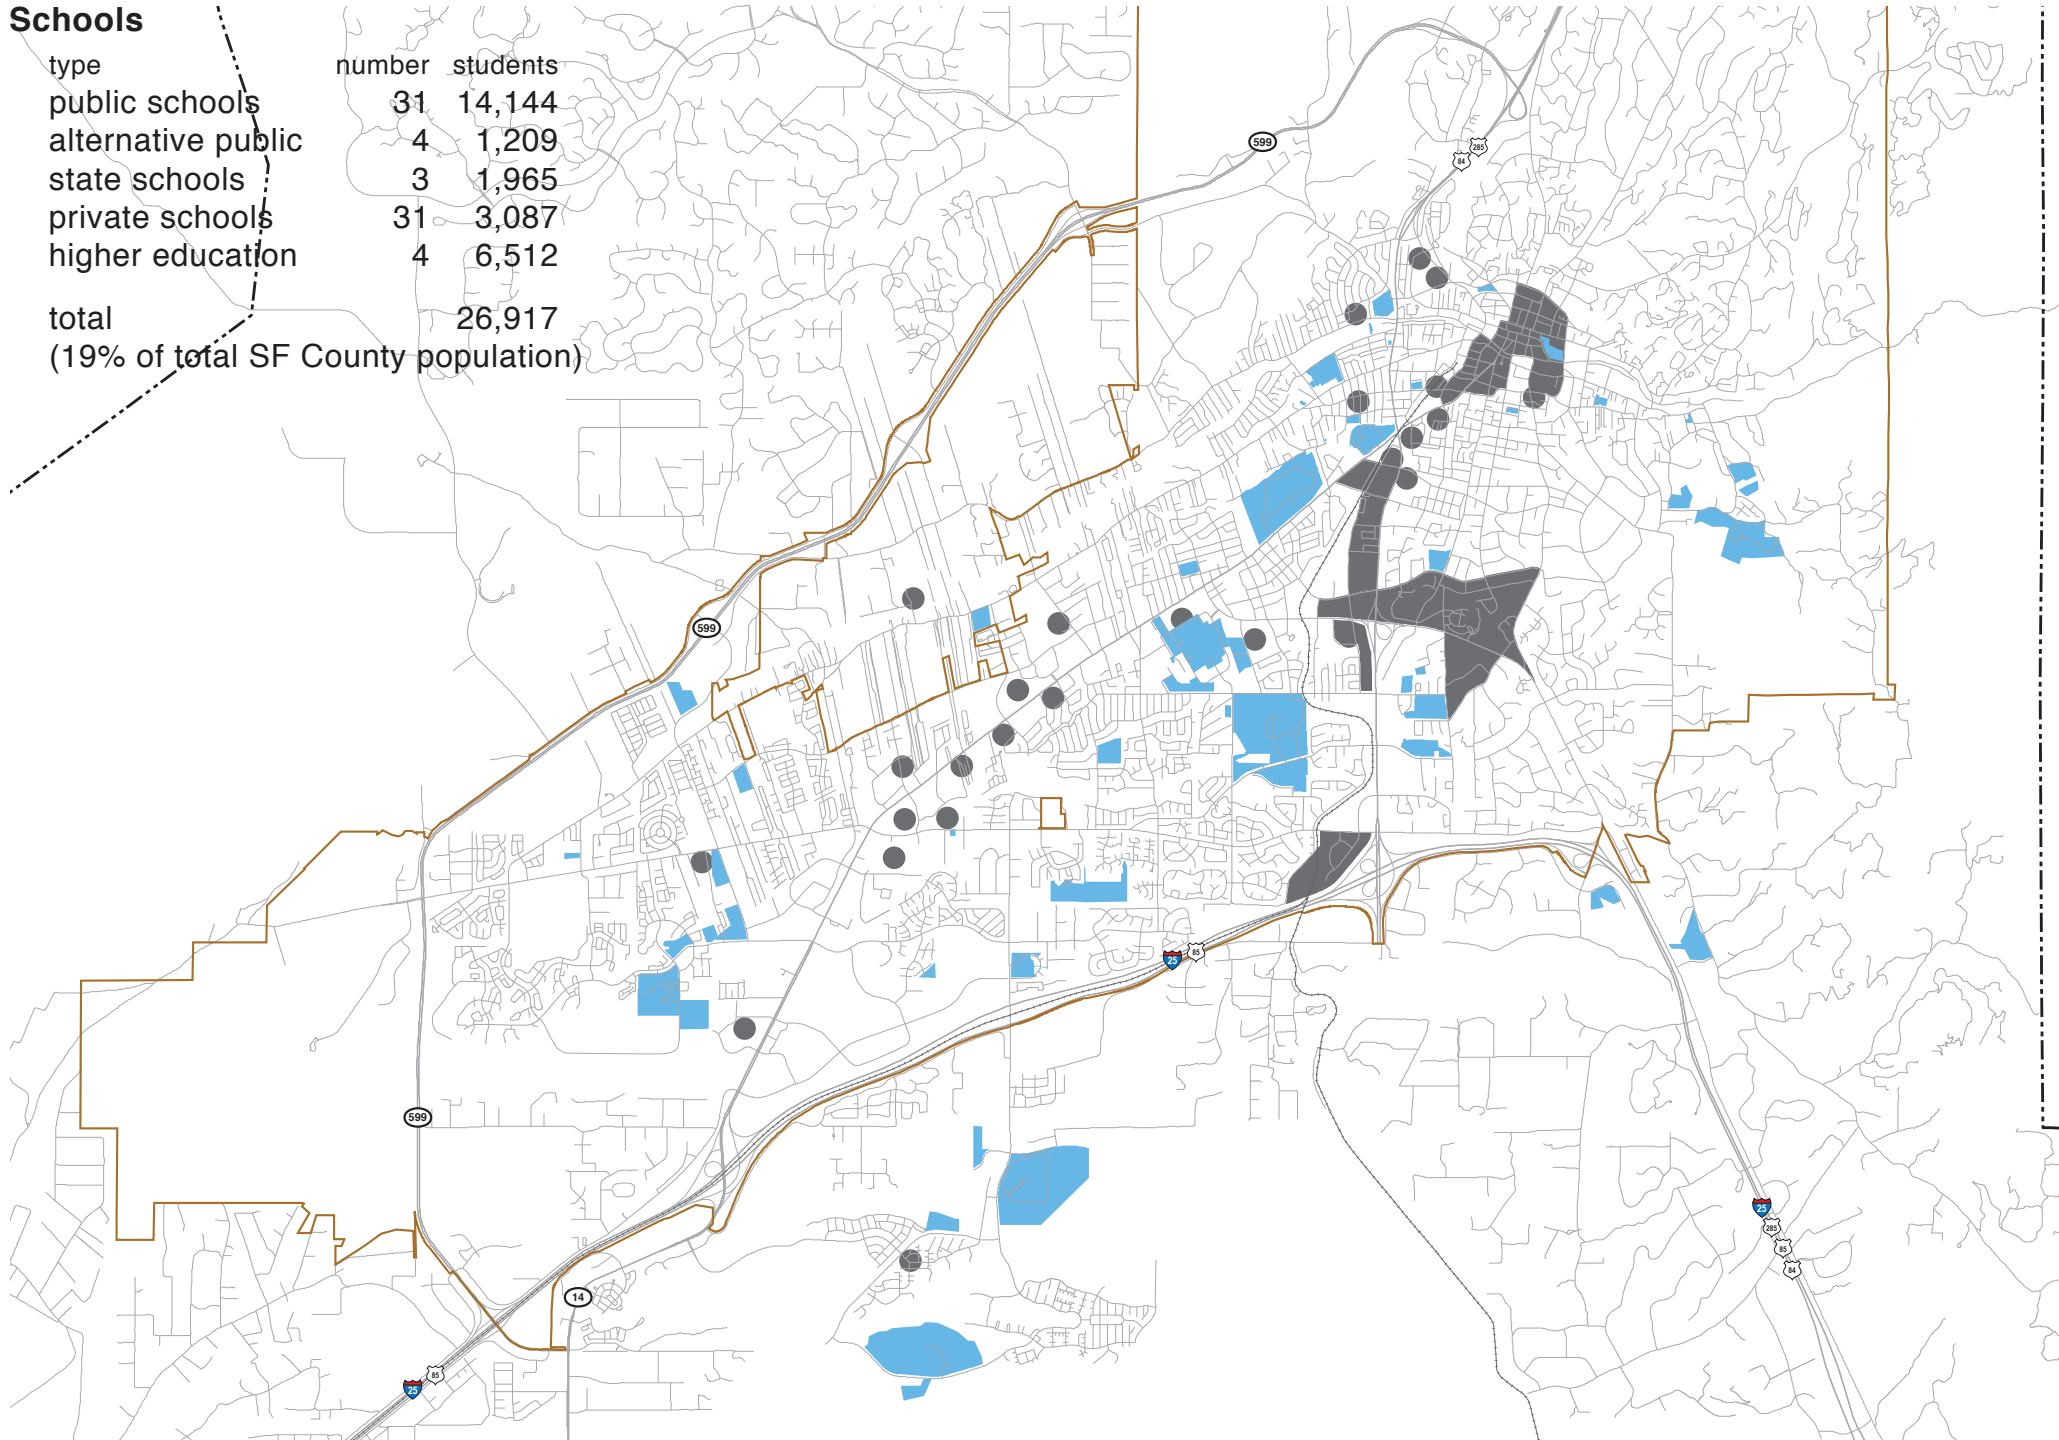 Schools
type number students
public schools 31 14,144
alternative public 4 1,209
state schools 3 1,965
private schools 31 3,087
higher education 4 6,512
total 26,917
(19% of total SF County population)
599
285
84
599
25
85
599
14
25
285
85
84
85
25